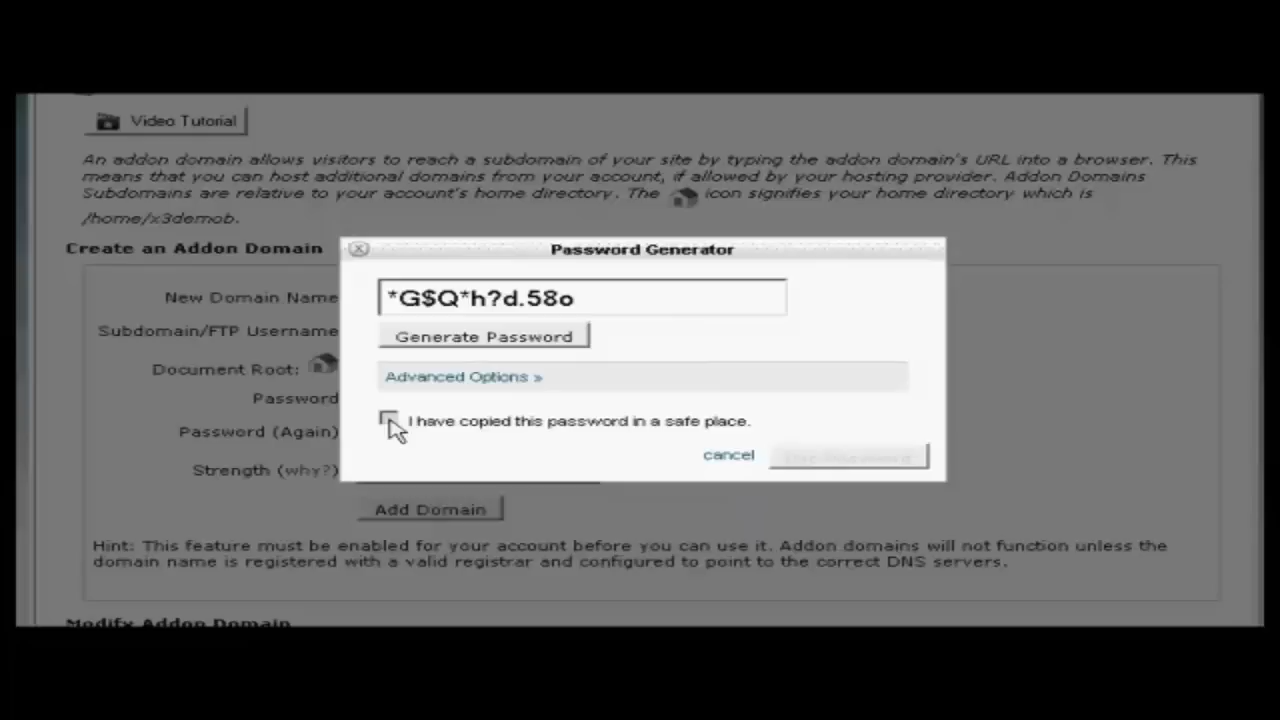 Video Tutorial
An addon domain allows visitors to reach a subdomain of your site by typing the addon domain's URL into a browser. This
means that you can host additional domains from your account, if allowed by your hosting provider. Addon Domains
Subdomains are relative to your account's home directory. The icon signifies your home directory which is
/home/x3demob.
Create an Addon Domain
Password Generator
New Domain Name
*G$Q*h?d.58o
Subdomain/FTP Username
Generate Password
Document Root:
Advanced Options »
Password
I have copied this password in a safe place.
Password (Again)
cancel
Strength (why?)
Add Domain
Hint: This feature must be enabled for your account before you can use it. Addon domains will not function unless the
domain name is registered with a valid registrar and configured to point to the correct DNS servers.
Modify Addon Domain